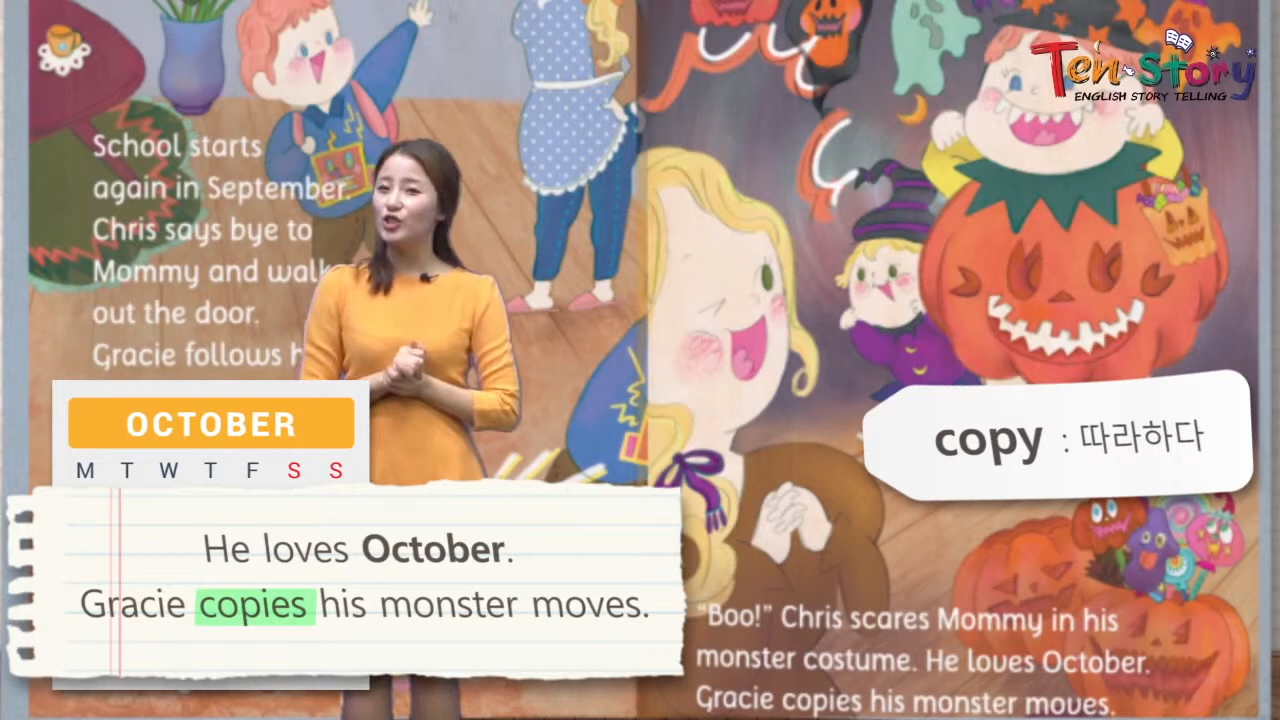 Ten-Story
ENGLISH STORY TELLING
School starts
again in September.
Chris says bye to
Mommy and walk
out the door.
Gracie follows h
OCTOBER
M T W T F S S
He loves October.
Gracie copies his monster moves.
copy : 따라하다
"Boo!" Chris scares Mommy in his
monster costume. He loves October.
Gracie copies his monster moves.